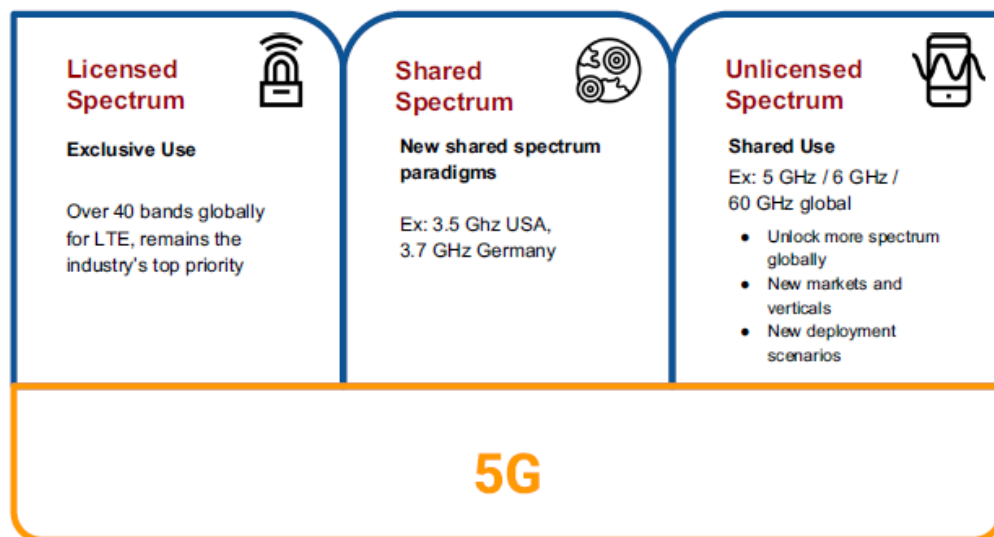 Licensed
Spectrum
Exclusive Use
Over 40 bands globally
for LTE, remains the
industry's top priority
Shared
Spectrum
New shared spectrum
paradigms
Ex: 3.5 Ghz USA,
3.7 GHz Germany
Unlicensed
Spectrum
Shared Use
Ex: 5 GHz / 6 GHz /
60 GHz global
● Unlock more spectrum
globally
● New markets and
verticals
● New deployment
scenarios
5G